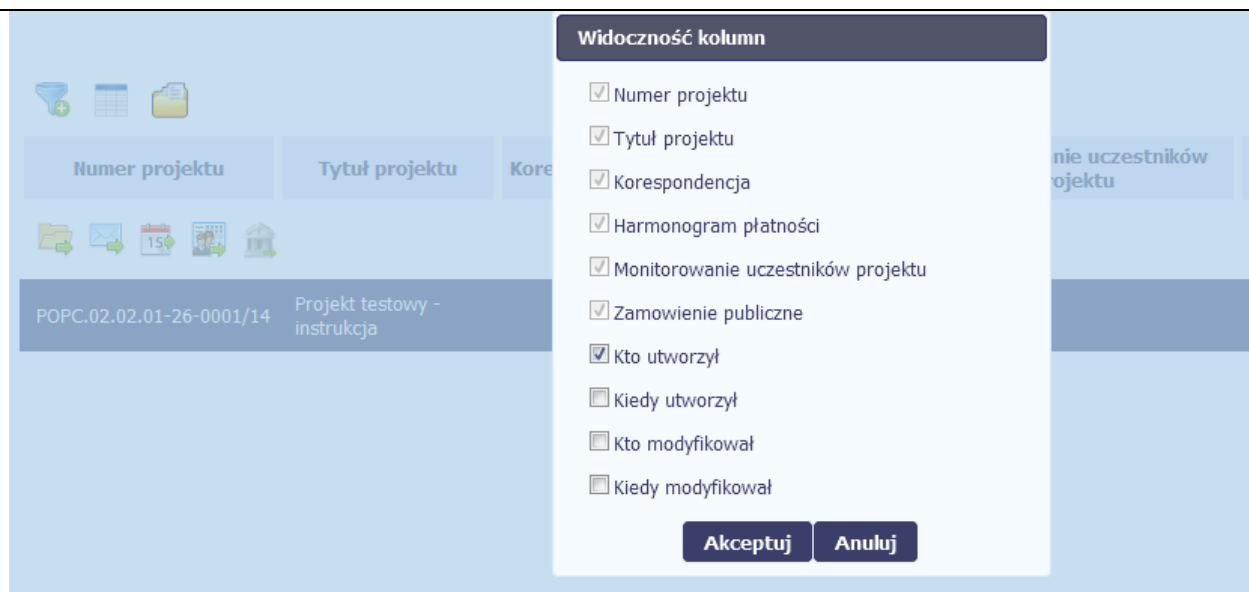 Widoczność kolumn
Numer projektu
Tytuł projektu
Korespondencja
Harmonogram płatności
Monitorowanie uczestników projektu
Zamowienie publiczne
Kto utworzył
Kiedy utworzył
Kto modyfikował
Kiedy modyfikował
Akceptuj Anuluj
Numer projektu Tytuł projektu Kore nie uczestników
ojektu
15
POPC.02.02.01-26-0001/14 Projekt testowy -
instrukcja